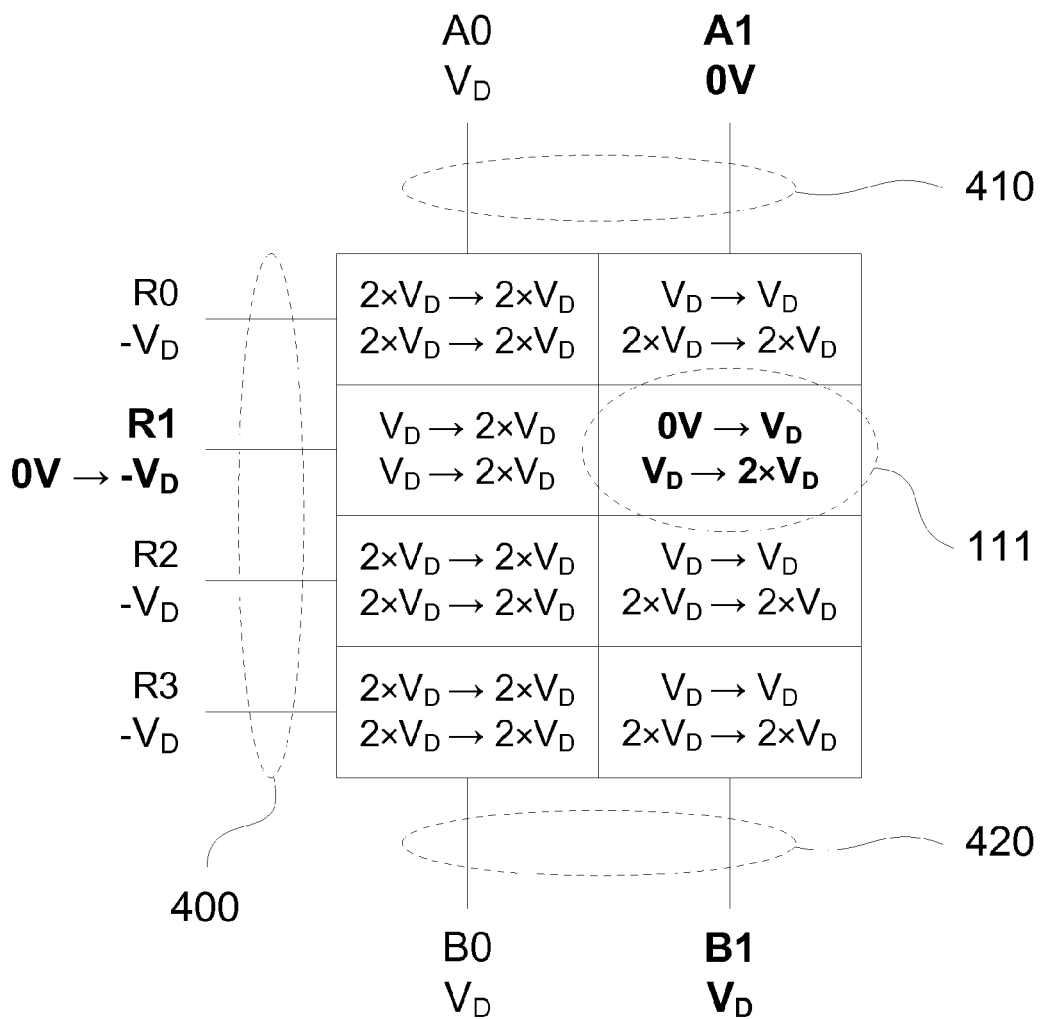 A0 A1
V_D 0V
410
R0 2×V_D → 2×V_D V_D → V_D
-V_D 2×V_D → 2×V_D 2×V_D → 2×V_D
R1 V_D → 2×V_D 0V → V_D
0V → -V_D V_D → 2×V_D V_D → 2×V_D
R2 2×V_D → 2×V_D V_D → V_D
111
-V_D 2×V_D → 2×V_D 2×V_D → 2×V_D
R3 2×V_D → 2×V_D V_D → V_D
-V_D 2×V_D → 2×V_D 2×V_D → 2×V_D
420
400
B0 B1
V_D V_D